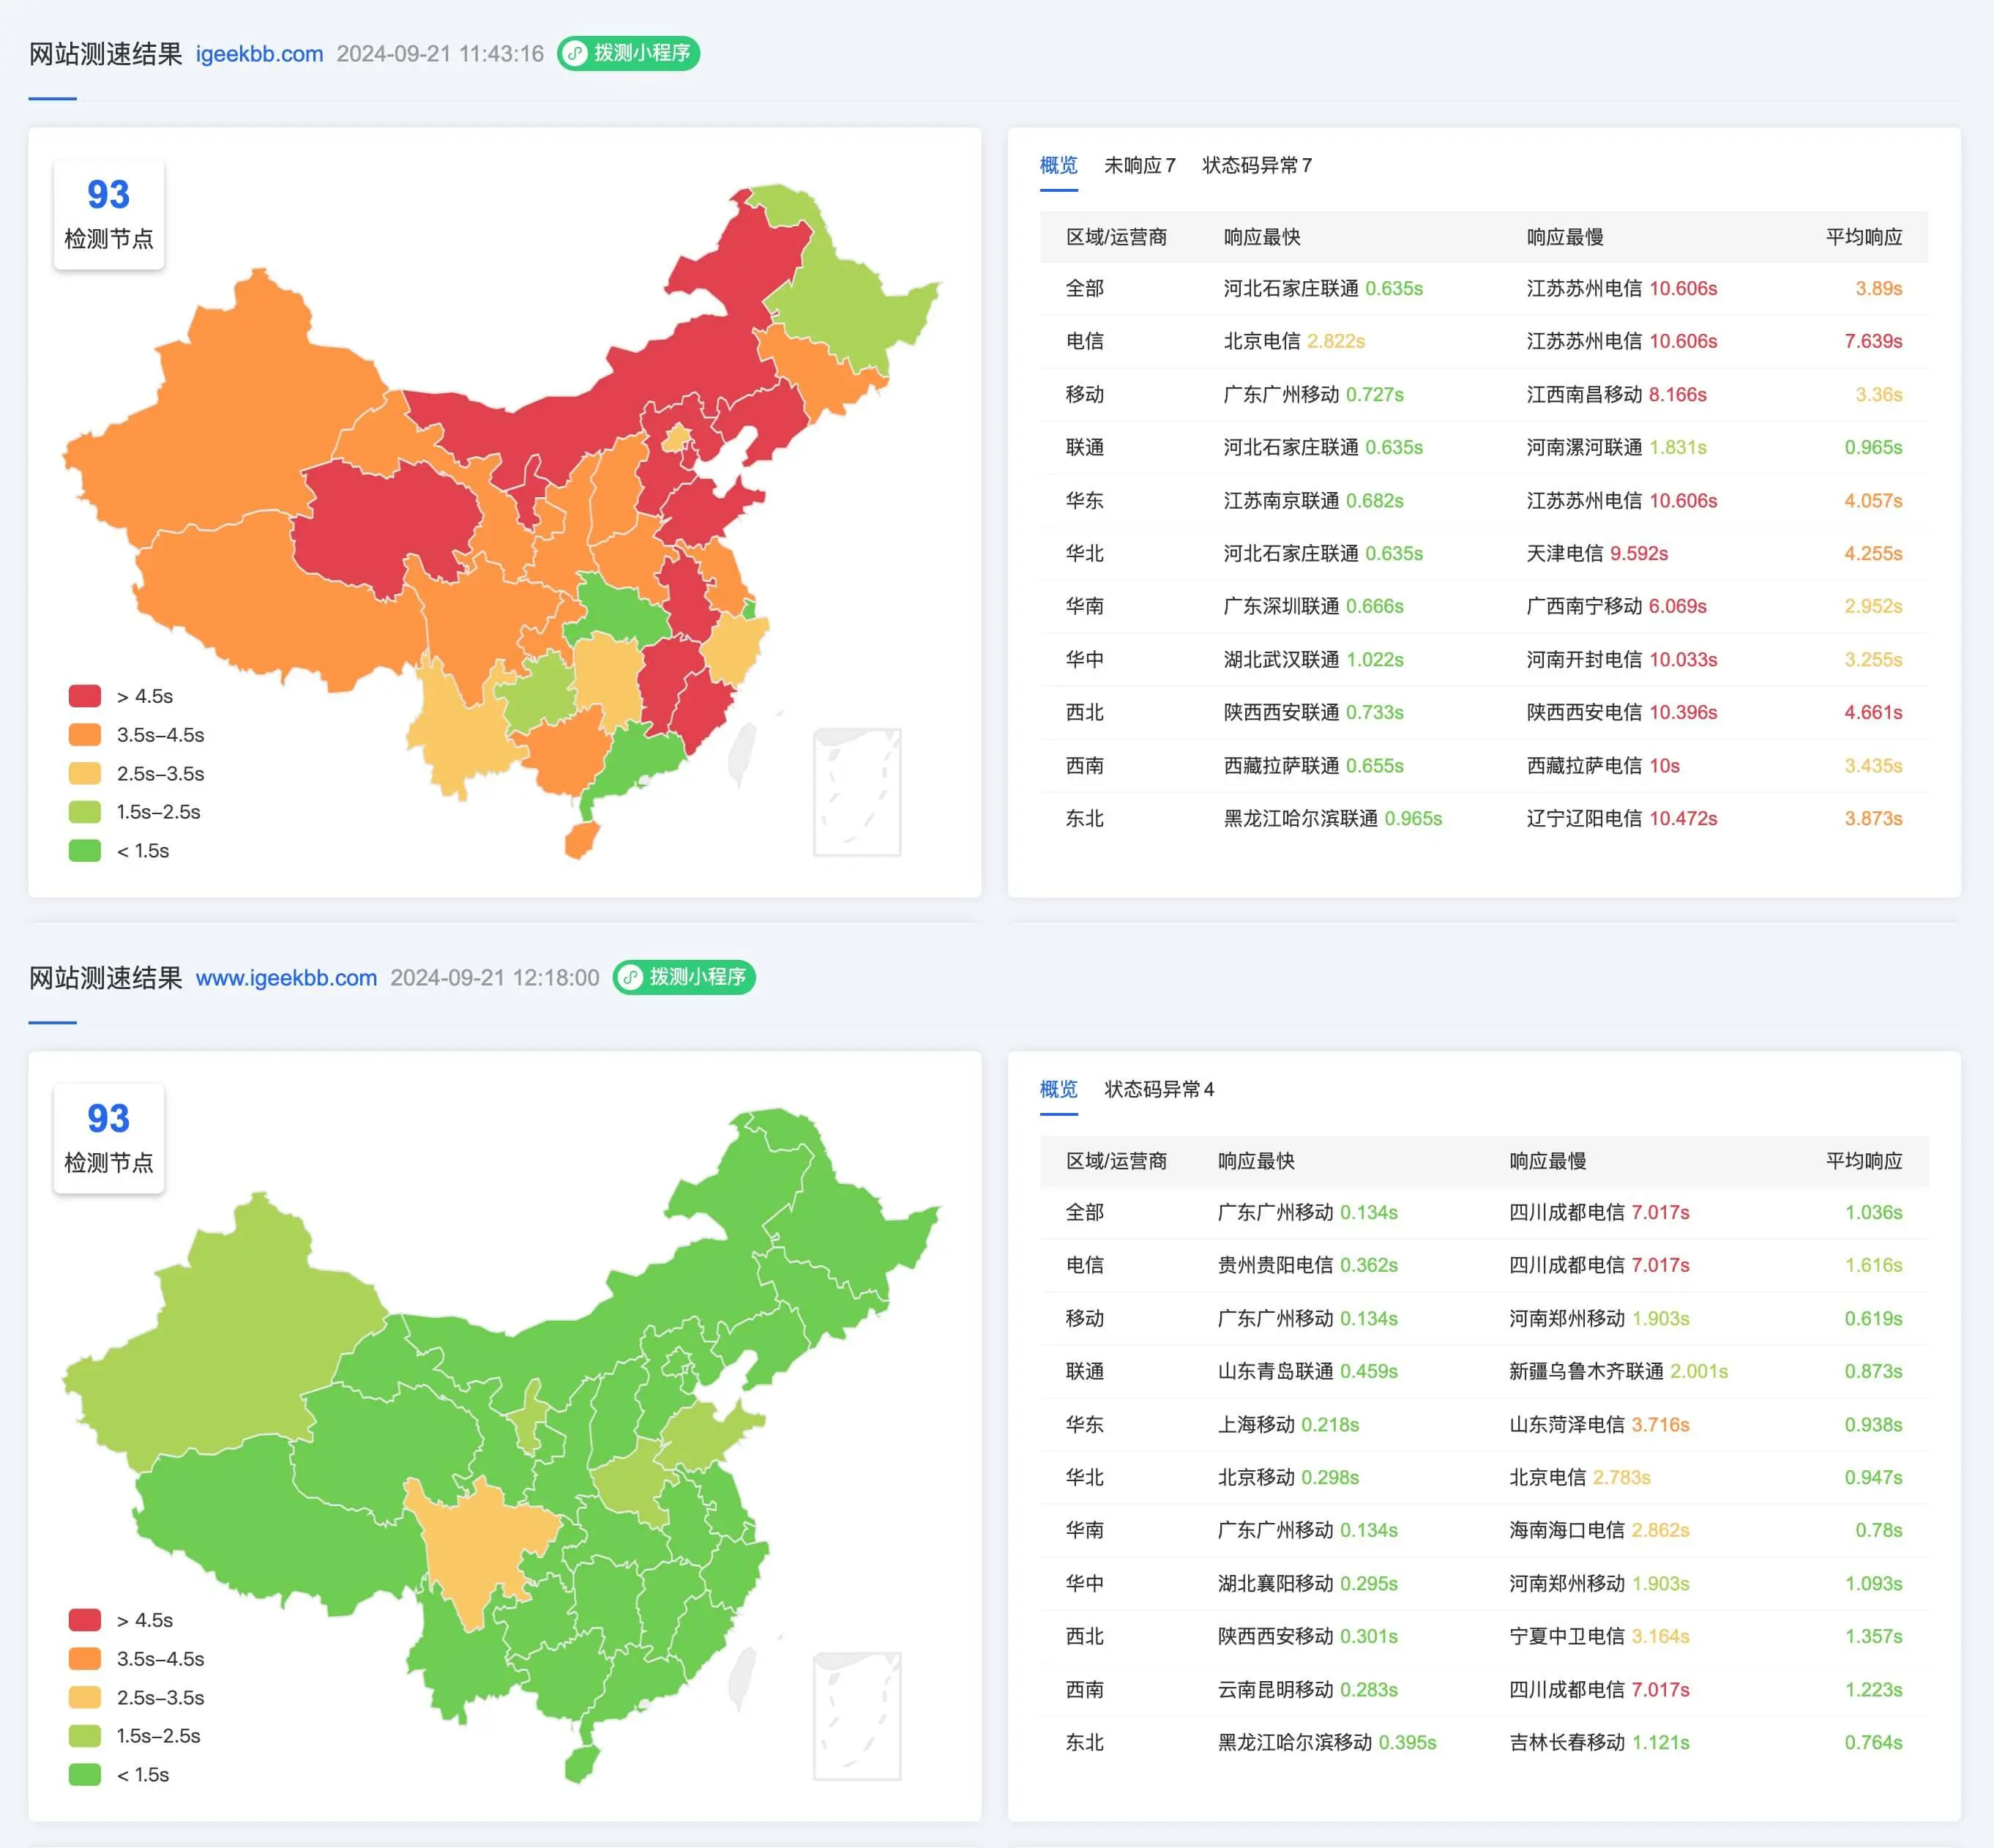 网站测速结果 igeekbb.com 2024-09-21 11:43:16 拨测小程序
93
检测节点
> 4.5s
3.5s–4.5s
2.5s–3.5s
1.5s–2.5s
< 1.5s
概览 未响应7 状态码异常7
区域/运营商 响应最快 响应最慢 平均响应
全部 河北石家庄联通 0.635s 江苏苏州电信 10.606s 3.89s
电信 北京电信 2.822s 江苏苏州电信 10.606s 7.639s
移动 广东广州移动 0.727s 江西南昌移动 8.166s 3.36s
联通 河北石家庄联通 0.635s 河南漯河联通 1.831s 0.965s
华东 江苏南京联通 0.682s 江苏苏州电信 10.606s 4.057s
华北 河北石家庄联通 0.635s 天津电信 9.592s 4.255s
华南 广东深圳联通 0.666s 广西南宁移动 6.069s 2.952s
华中 湖北武汉联通 1.022s 河南开封电信 10.033s 3.255s
西北 陕西西安联通 0.733s 陕西西安电信 10.396s 4.661s
西南 西藏拉萨联通 0.655s 西藏拉萨电信 10s 3.435s
东北 黑龙江哈尔滨联通 0.965s 辽宁辽阳电信 10.472s 3.873s
网站测速结果 www.igeekbb.com 2024-09-21 12:18:00 拨测小程序
93
检测节点
> 4.5s
3.5s–4.5s
2.5s–3.5s
1.5s–2.5s
< 1.5s
概览 状态码异常4
区域/运营商 响应最快 响应最慢 平均响应
全部 广东广州移动 0.134s 四川成都电信 7.017s 1.036s
电信 贵州贵阳电信 0.362s 四川成都电信 7.017s 1.616s
移动 广东广州移动 0.134s 河南郑州移动 1.903s 0.619s
联通 山东青岛联通 0.459s 新疆乌鲁木齐联通 2.001s 0.873s
华东 上海移动 0.218s 山东菏泽电信 3.716s 0.938s
华北 北京移动 0.298s 北京电信 2.783s 0.947s
华南 广东广州移动 0.134s 海南海口电信 2.862s 0.78s
华中 湖北襄阳移动 0.295s 河南郑州移动 1.903s 1.093s
西北 陕西西安移动 0.301s 宁夏中卫电信 3.164s 1.357s
西南 云南昆明移动 0.283s 四川成都电信 7.017s 1.223s
东北 黑龙江哈尔滨移动 0.395s 吉林长春移动 1.121s 0.764s